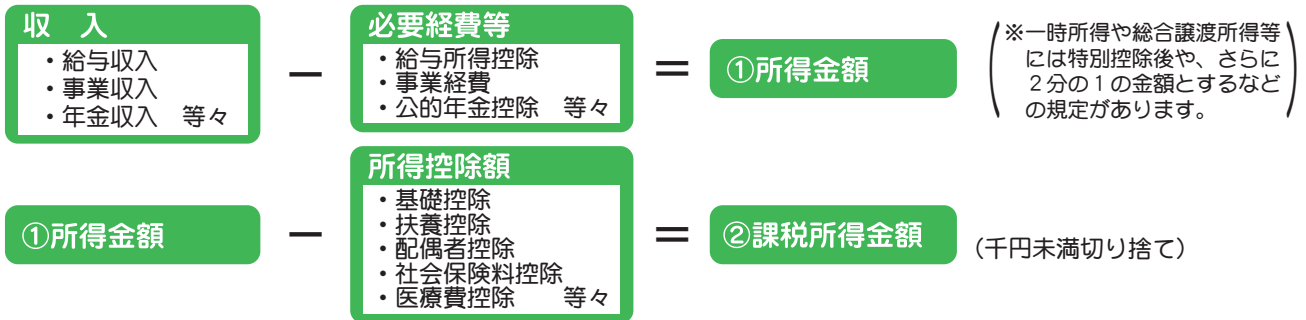 収　入
・給与収入
・事業収入
・年金収入　等々
－
必要経費等
・給与所得控除
・事業経費
・公的年金控除　等々
＝
①所得金額
※一時所得や総合譲渡所得等
には特別控除後や、さらに
２分の１の金額とするなど
の規定があります。
①所得金額
－
所得控除額
・基礎控除
・扶養控除
・配偶者控除
・社会保険料控除
・医療費控除　　等々
＝
②課税所得金額
（千円未満切り捨て）